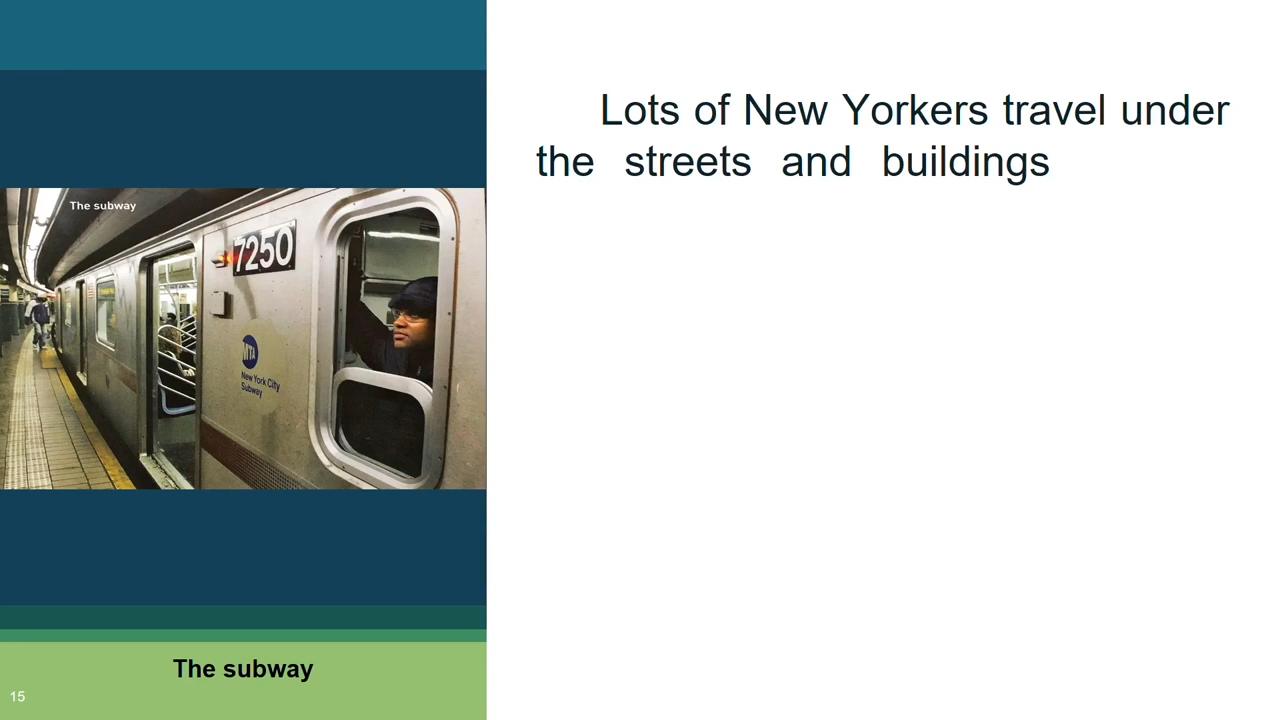 The subway
7250
MTA
New York City
Subway
The subway
15
Lots of New Yorkers travel under
the streets and buildings